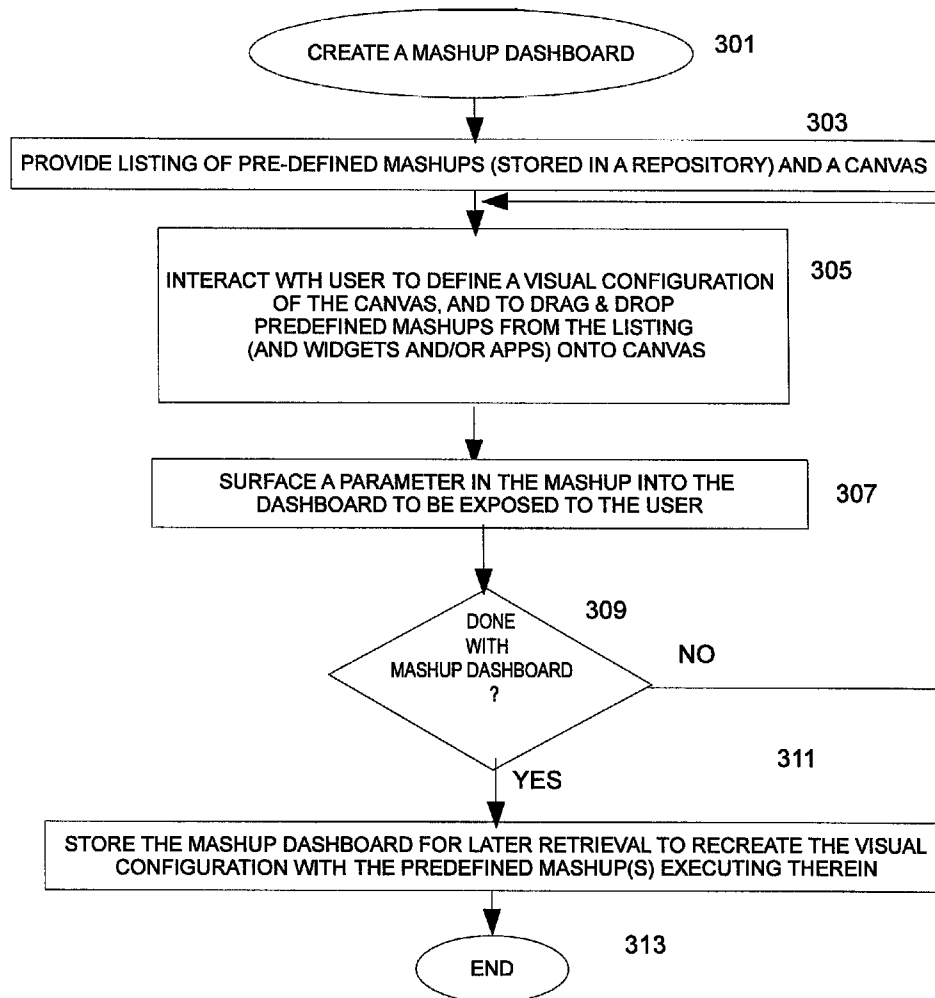 CREATE A MASHUP DASHBOARD
301
303
PROVIDE LISTING OF PRE-DEFINED MASHUPS (STORED IN A REPOSITORY) AND A CANVAS
INTERACT WTH USER TO DEFINE A VISUAL CONFIGURATION
OF THE CANVAS, AND TO DRAG & DROP
PREDEFINED MASHUPS FROM THE LISTING
(AND WIDGETS AND/OR APPS) ONTO CANVAS
305
SURFACE A PARAMETER IN THE MASHUP INTO THE
DASHBOARD TO BE EXPOSED TO THE USER
307
309
DONE
WITH
MASHUP DASHBOARD
?
NO
YES
311
STORE THE MASHUP DASHBOARD FOR LATER RETRIEVAL TO RECREATE THE VISUAL
CONFIGURATION WITH THE PREDEFINED MASHUP(S) EXECUTING THEREIN
END
313